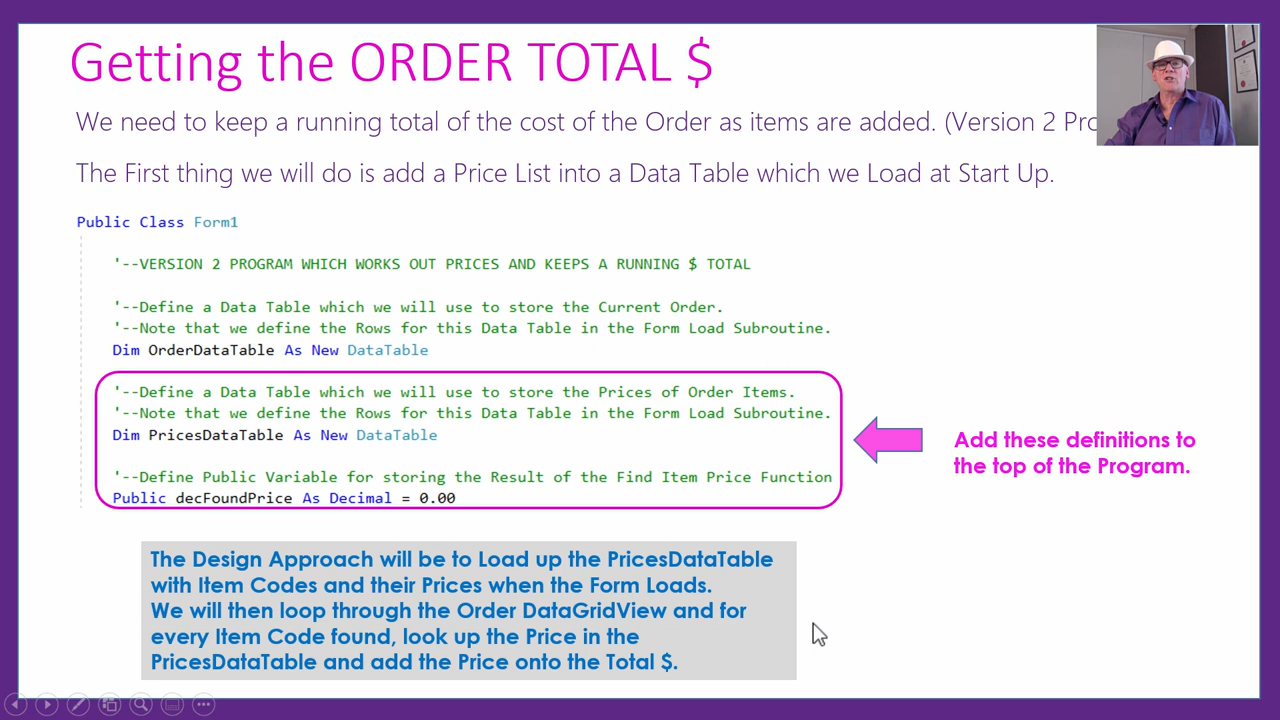 Getting the ORDER TOTAL $
We need to keep a running total of the cost of the Order as items are added. (Version 2 Pro
The First thing we will do is add a Price List into a Data Table which we Load at Start Up.
Public Class Form1
'--VERSION 2 PROGRAM WHICH WORKS OUT PRICES AND KEEPS A RUNNING $ TOTAL
'--Define a Data Table which we will use to store the Current Order.
'--Note that we define the Rows for this Data Table in the Form Load Subroutine.
Dim OrderDataTable As New DataTable
'--Define a Data Table which we will use to store the Prices of Order Items.
'--Note that we define the Rows for this Data Table in the Form Load Subroutine.
Dim PricesDataTable As New DataTable
'--Define Public Variable for storing the Result of the Find Item Price Function
Public decFoundPrice As Decimal = 0.00
Add these definitions to
the top of the Program.
The Design Approach will be to Load up the PricesDataTable
with Item Codes and their Prices when the Form Loads.
We will then loop through the Order DataGridView and for
every Item Code found, look up the Price in the
PricesDataTable and add the Price onto the Total $.